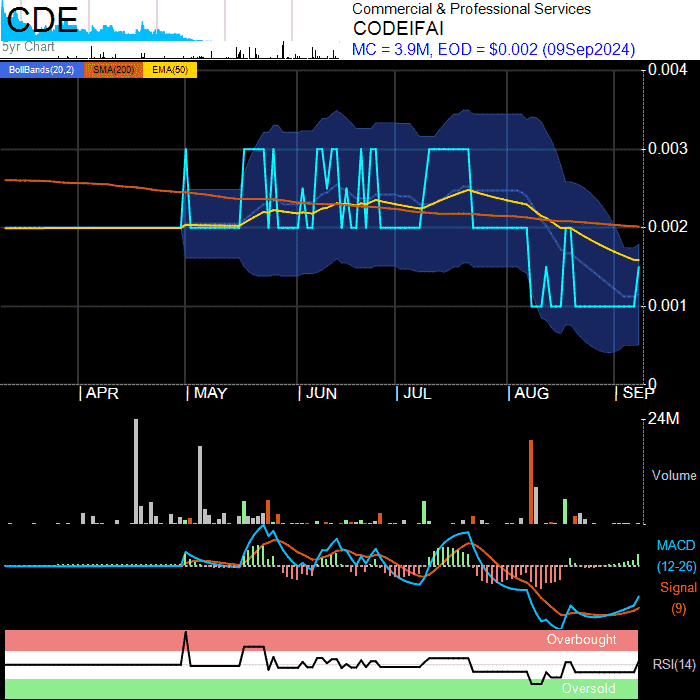 CDE
5yr Chart
Commercial & Professional Services
CODEIFAI
MC = 3.9M, EOD = $0.002 (09Sep2024)
BollBands(20,2) SMA(200) EMA(50)
0.004
0.003
0.002
0.001
0
APR MAY JUN JUL AUG SEP
24M
Volume
MACD
(12-26)
Signal
(9)
Overbought
RSI(14)
Oversold